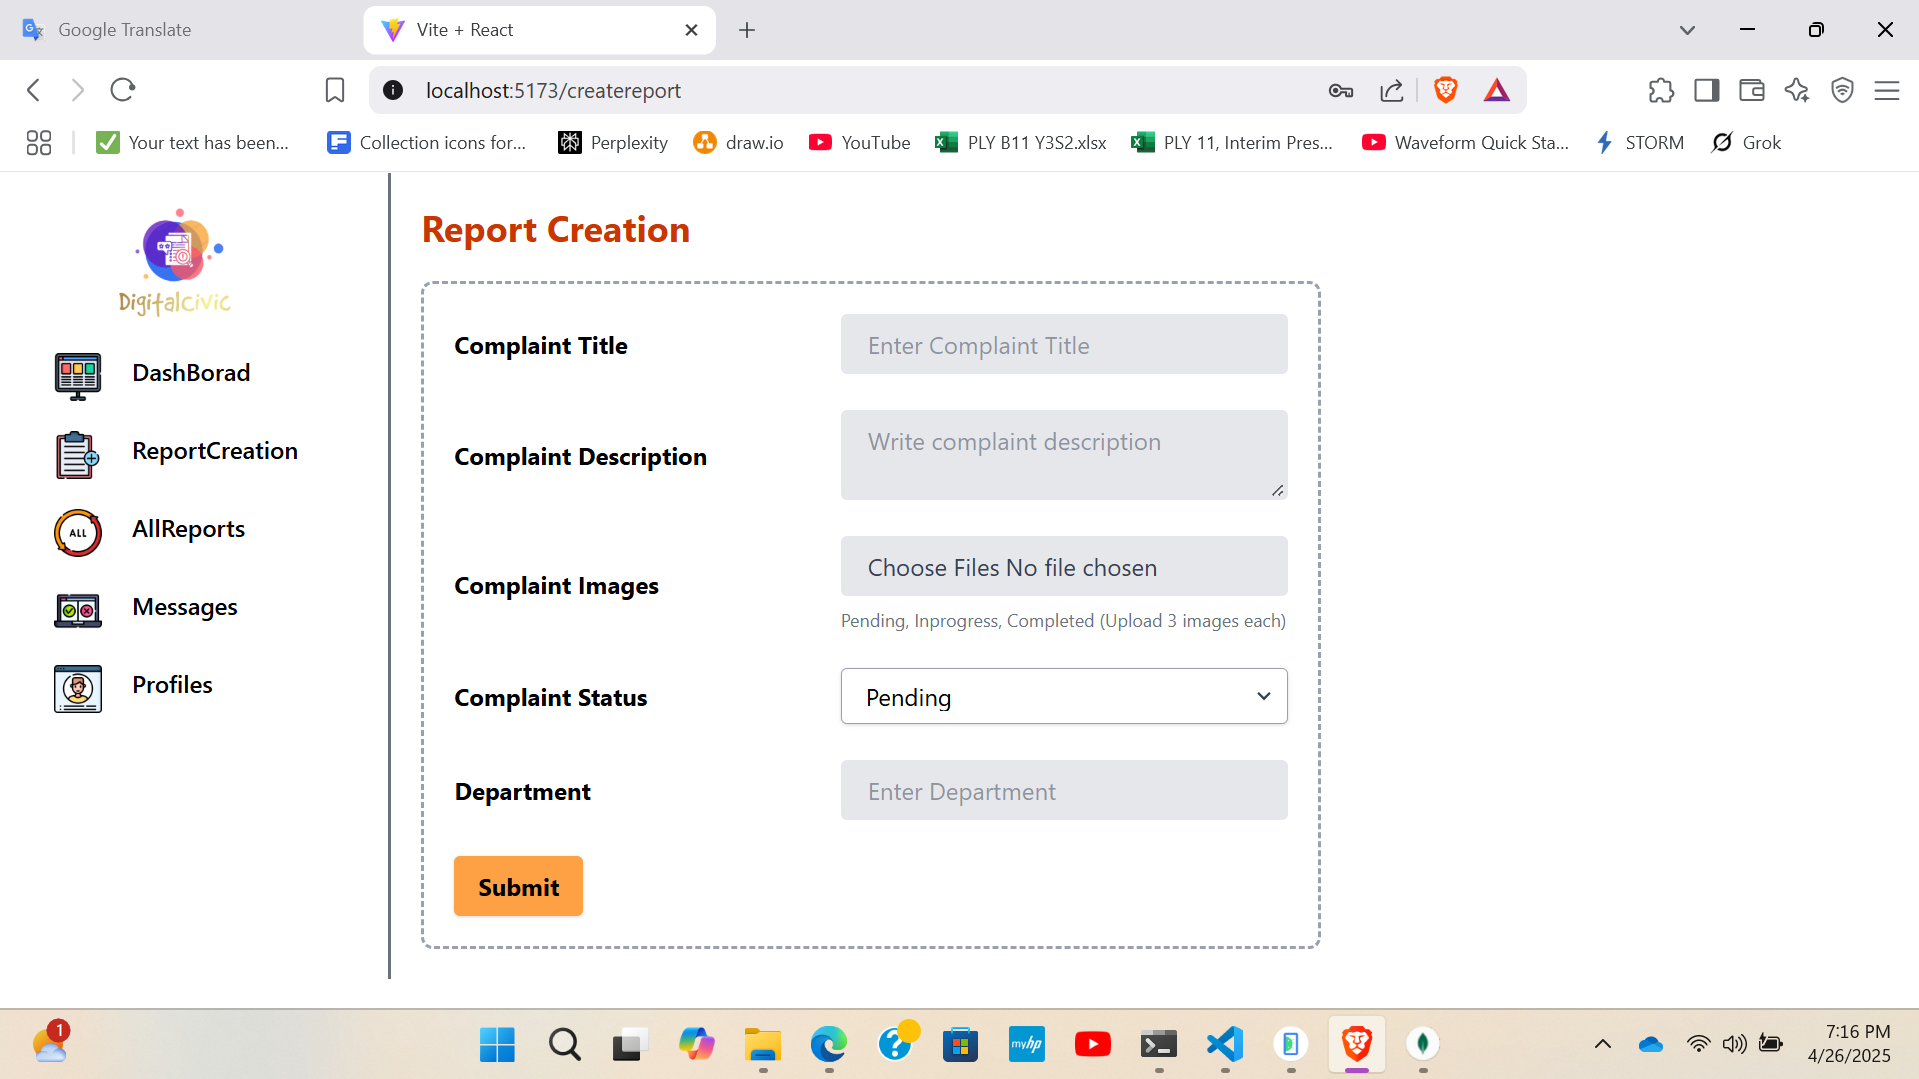 Google Translate
Vite + React
localhost:5173/createreport
Your text has been...
Collection icons for...
Perplexity
draw.io
YouTube
PLY B11 Y3S2.xlsx
PLY 11, Interim Pres...
Waveform Quick Sta...
STORM
Grok
Digitalcivic
DashBorad
ReportCreation
ALL
AllReports
Messages
Profiles
Report Creation
Complaint Title
Enter Complaint Title
Complaint Description
Write complaint description
Complaint Images
Choose Files No file chosen
Pending, Inprogress, Completed (Upload 3 images each)
Complaint Status
Pending
Department
Enter Department
Submit
1
myhp
7:16 PM
4/26/2025